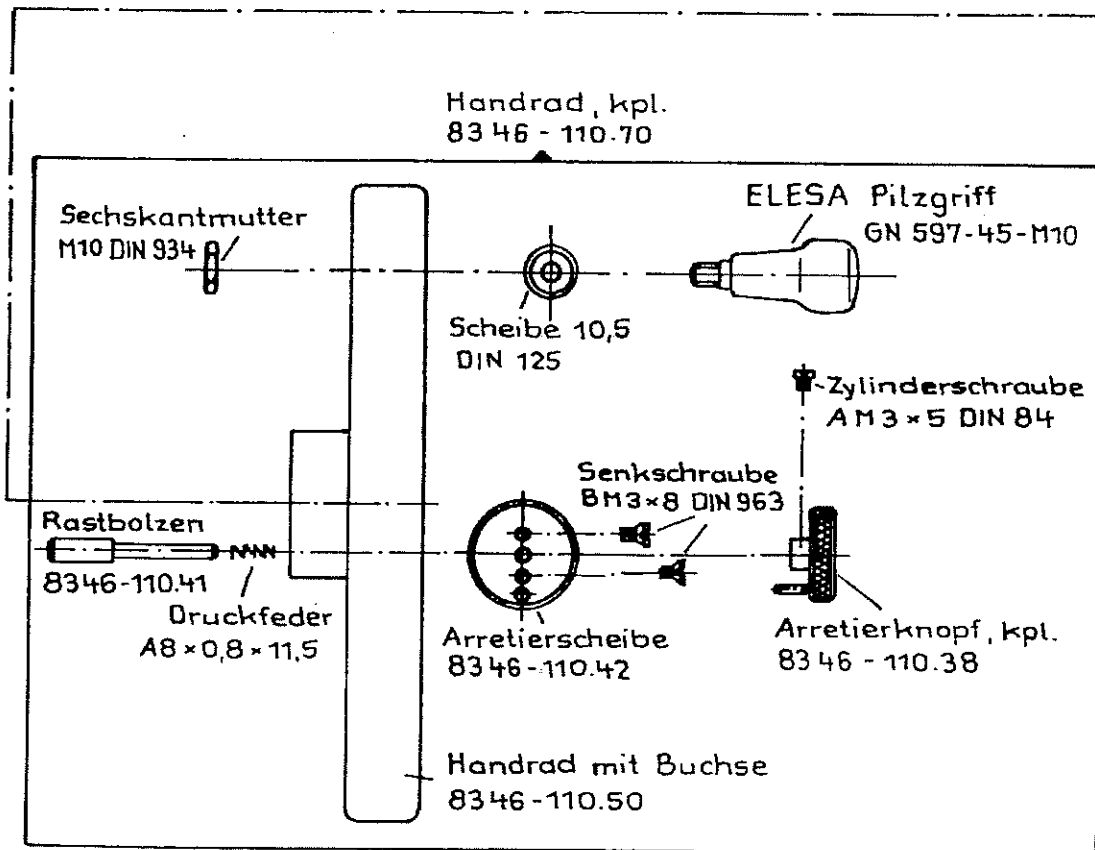 Handrad, kpl.
8346 - 110.70
Sechskantmutter
M10 DIN 934
ELESA Pilzgriff
GN 597-45-M10
Scheibe 10,5
DIN 125
Zylinderschraube
AM3×5 DIN 84
Senkschraube
BM3×8 DIN 963
Rastbolzen
8346-110.41
Druckfeder
A8×0,8×11,5
Arretierscheibe
8346-110.42
Arretierknopf, kpl.
8346 - 110.38
Handrad mit Buchse
8346-110.50